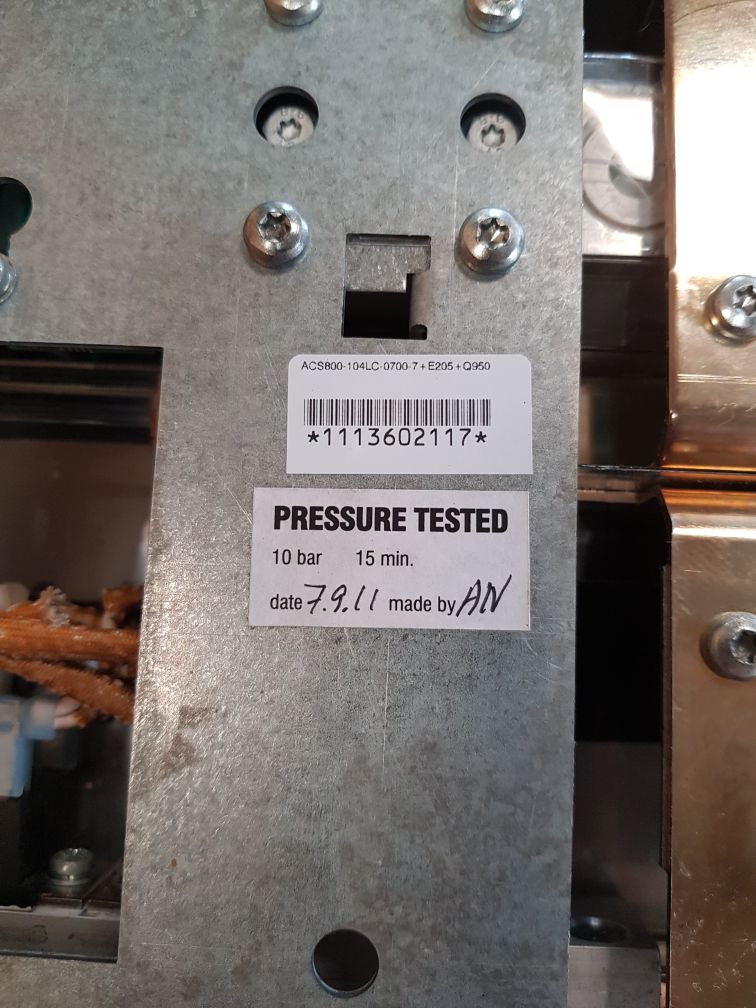 ACS800-104LC-0700-7+E205+Q950
*1113602117*
PRESSURE TESTED
10 bar 15 min.
date 7.9.11 made by AN